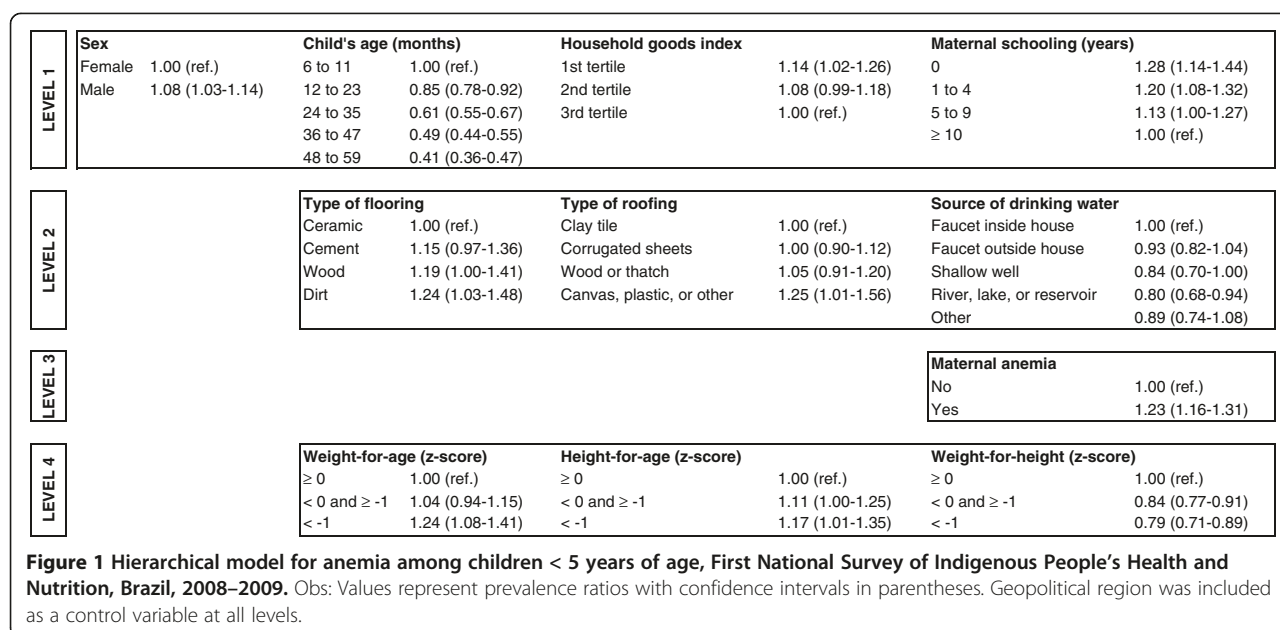 LEVEL 1
Sex
Female 1.00 (ref.)
Male 1.08 (1.03-1.14)
Child's age (months)
6 to 11 1.00 (ref.)
12 to 23 0.85 (0.78-0.92)
24 to 35 0.61 (0.55-0.67)
36 to 47 0.49 (0.44-0.55)
48 to 59 0.41 (0.36-0.47)
Household goods index
1st tertile 1.14 (1.02-1.26)
2nd tertile 1.08 (0.99-1.18)
3rd tertile 1.00 (ref.)
Maternal schooling (years)
0 1.28 (1.14-1.44)
1 to 4 1.20 (1.08-1.32)
5 to 9 1.13 (1.00-1.27)
≥ 10 1.00 (ref.)
LEVEL 2
Type of flooring
Ceramic 1.00 (ref.)
Cement 1.15 (0.97-1.36)
Wood 1.19 (1.00-1.41)
Dirt 1.24 (1.03-1.48)
Type of roofing
Clay tile 1.00 (ref.)
Corrugated sheets 1.00 (0.90-1.12)
Wood or thatch 1.05 (0.91-1.20)
Canvas, plastic, or other 1.25 (1.01-1.56)
Source of drinking water
Faucet inside house 1.00 (ref.)
Faucet outside house 0.93 (0.82-1.04)
Shallow well 0.84 (0.70-1.00)
River, lake, or reservoir 0.80 (0.68-0.94)
Other 0.89 (0.74-1.08)
LEVEL 3
Maternal anemia
No 1.00 (ref.)
Yes 1.23 (1.16-1.31)
LEVEL 4
Weight-for-age (z-score)
≥ 0 1.00 (ref.)
< 0 and ≥ -1 1.04 (0.94-1.15)
< -1 1.24 (1.08-1.41)
Height-for-age (z-score)
≥ 0 1.00 (ref.)
< 0 and ≥ -1 1.11 (1.00-1.25)
< -1 1.17 (1.01-1.35)
Weight-for-height (z-score)
≥ 0 1.00 (ref.)
< 0 and ≥ -1 0.84 (0.77-0.91)
< -1 0.79 (0.71-0.89)
Figure 1 Hierarchical model for anemia among children < 5 years of age, First National Survey of Indigenous People's Health and
Nutrition, Brazil, 2008–2009. Obs: Values represent prevalence ratios with confidence intervals in parentheses. Geopolitical region was included
as a control variable at all levels.